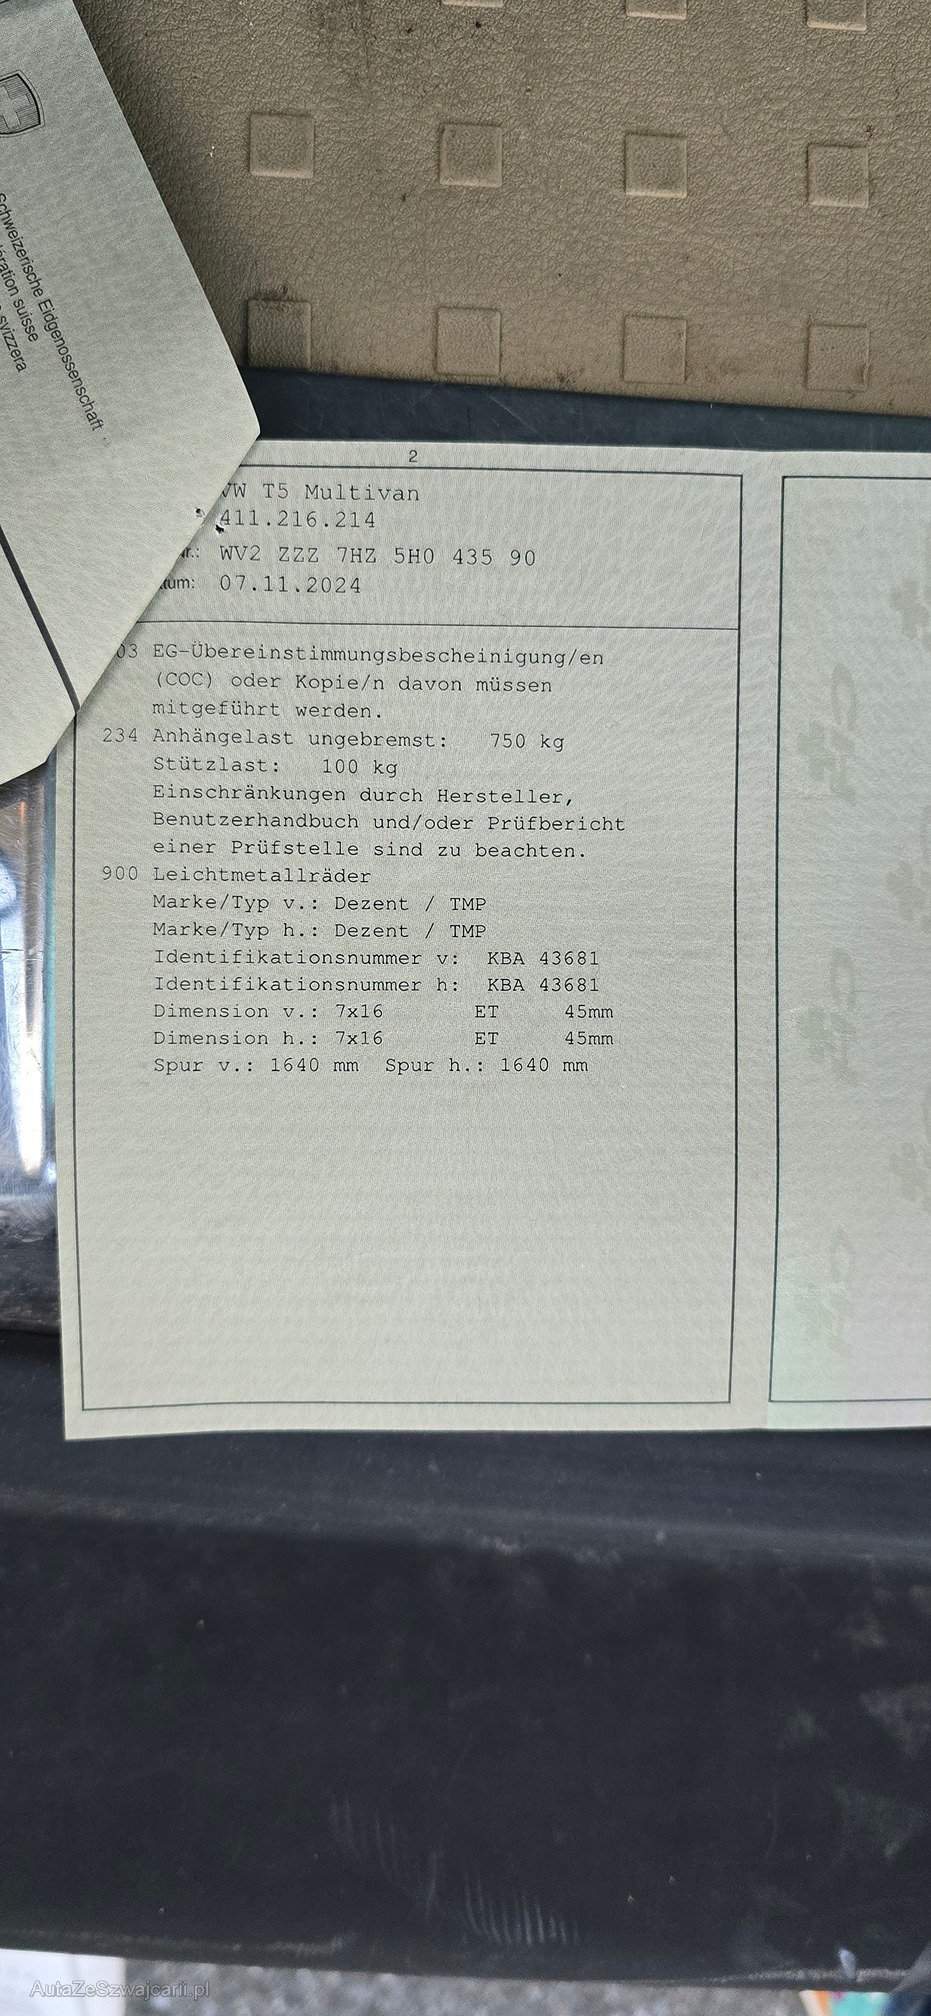 Schweizerische Eidgenossenschaft
suisse
svizzera
2
VW T5 Multivan
411.216.214
WV2 ZZZ 7HZ 5H0 435 90
07.11.2024
EG-Übereinstimmungsbescheinigung/en
(COC) oder Kopie/n davon müssen
mitgeführt werden.
234 Anhängelast ungebremst: 750 kg
Stützlast: 100 kg
Einschränkungen durch Hersteller,
Benutzerhandbuch und/oder Prüfbericht
einer Prüfstelle sind zu beachten.
900 Leichtmetallräder
Marke/Typ v.: Dezent / TMP
Marke/Typ h.: Dezent / TMP
Identifikationsnummer v: KBA 43681
Identifikationsnummer h: KBA 43681
Dimension v.: 7x16 ET 45mm
Dimension h.: 7x16 ET 45mm
Spur v.: 1640 mm Spur h.: 1640 mm
AutaZeSzwajcarii.pl